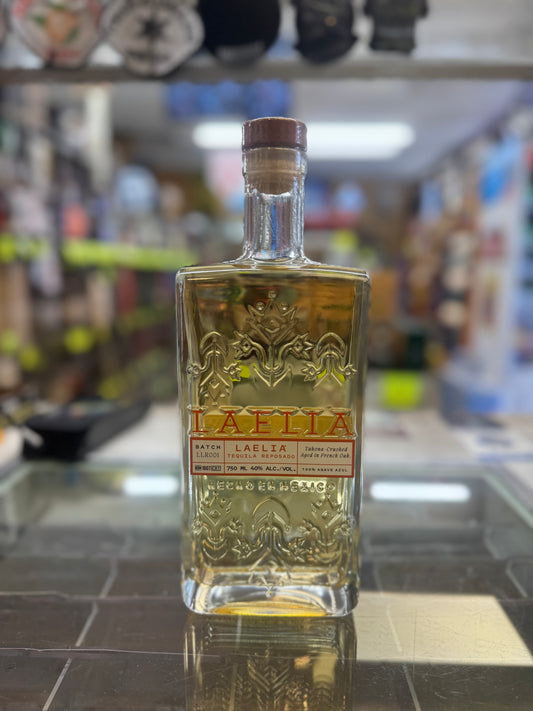 LAELIA
BATCH
LLR001
LAELIA
TEQUILA REPOSADO
Tahona-Crushed
Aged in French Oak
750 ML 40% ALC./VOL.
100% AGAVE AZUL
HECHO EN MEXICO